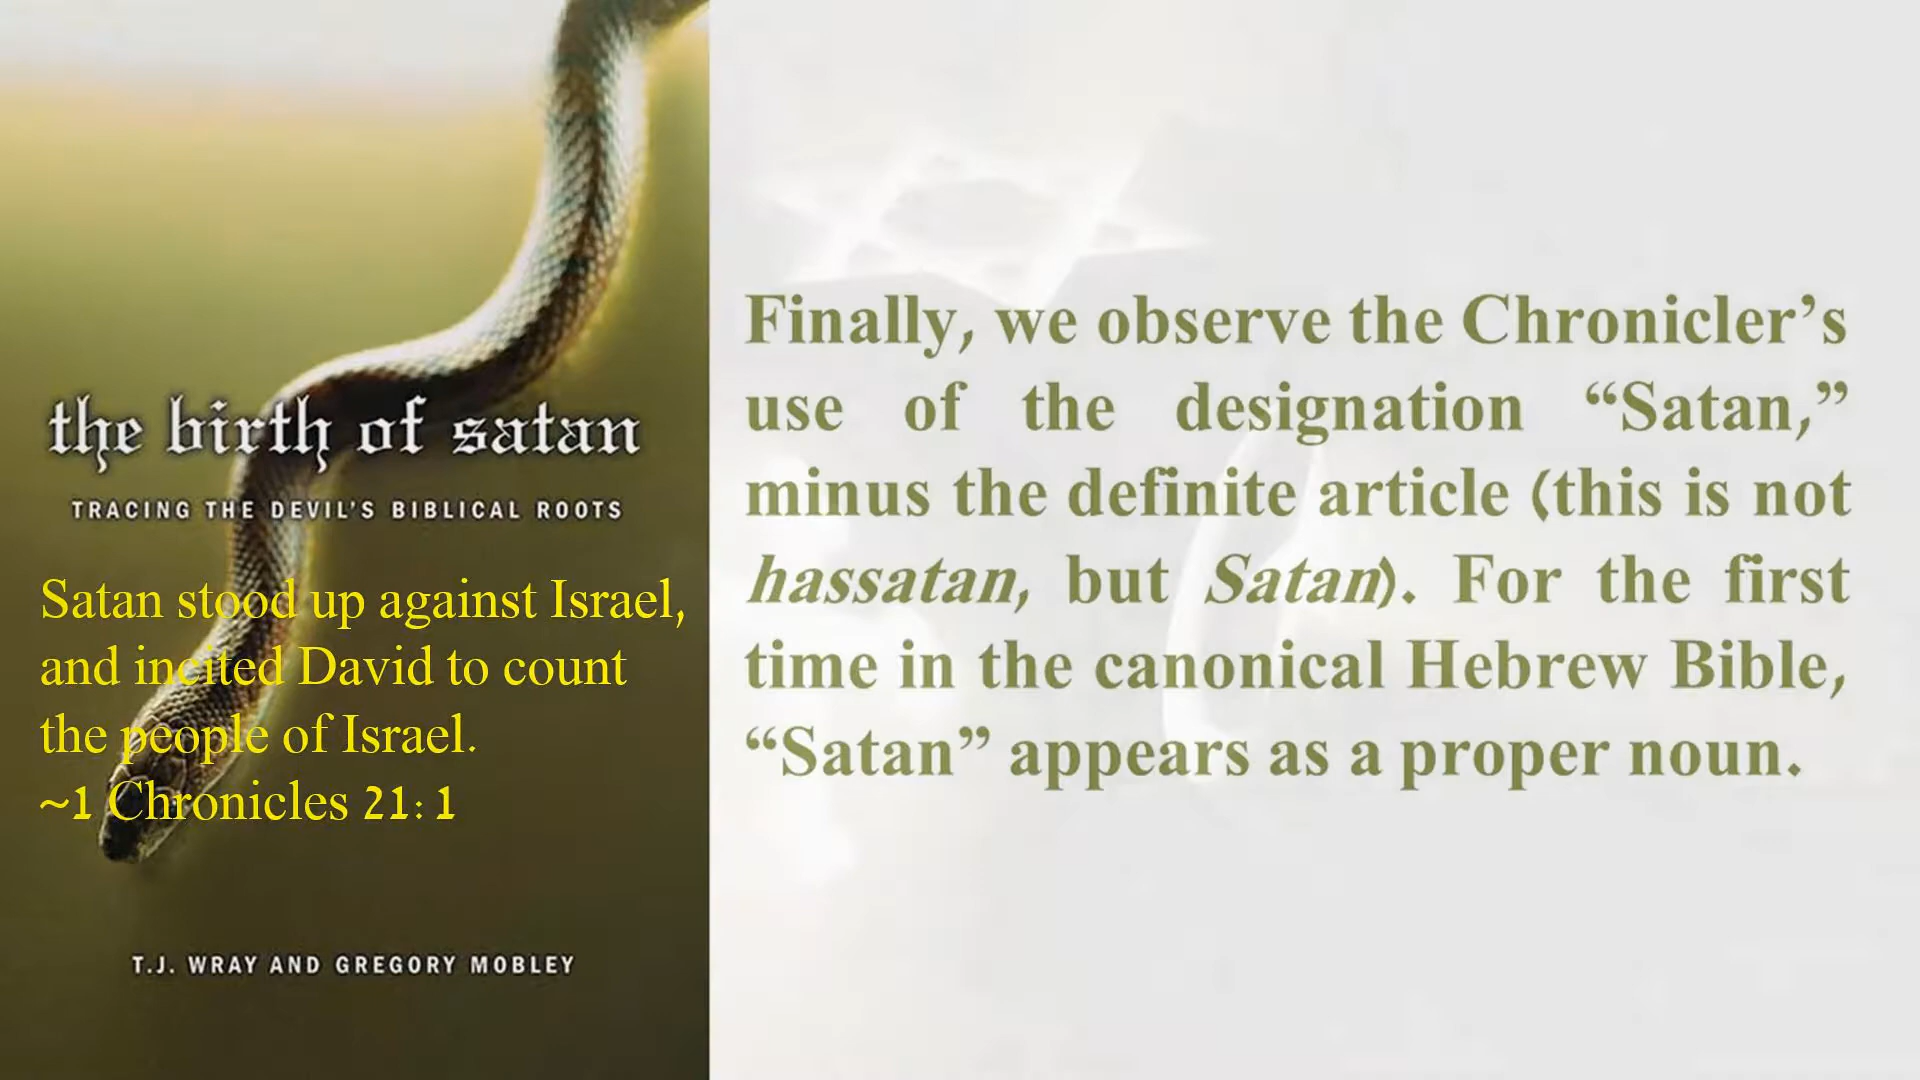 the birth of satan
TRACING THE DEVIL'S BIBLICAL ROOTS
Satan stood up against Israel,
and incited David to count
the people of Israel.
~1 Chronicles 21:1
T.J. WRAY AND GREGORY MOBLEY
Finally, we observe the Chronicler’s
use of the designation “Satan,”
minus the definite article (this is not
hassatan, but Satan). For the first
time in the canonical Hebrew Bible,
“Satan” appears as a proper noun.